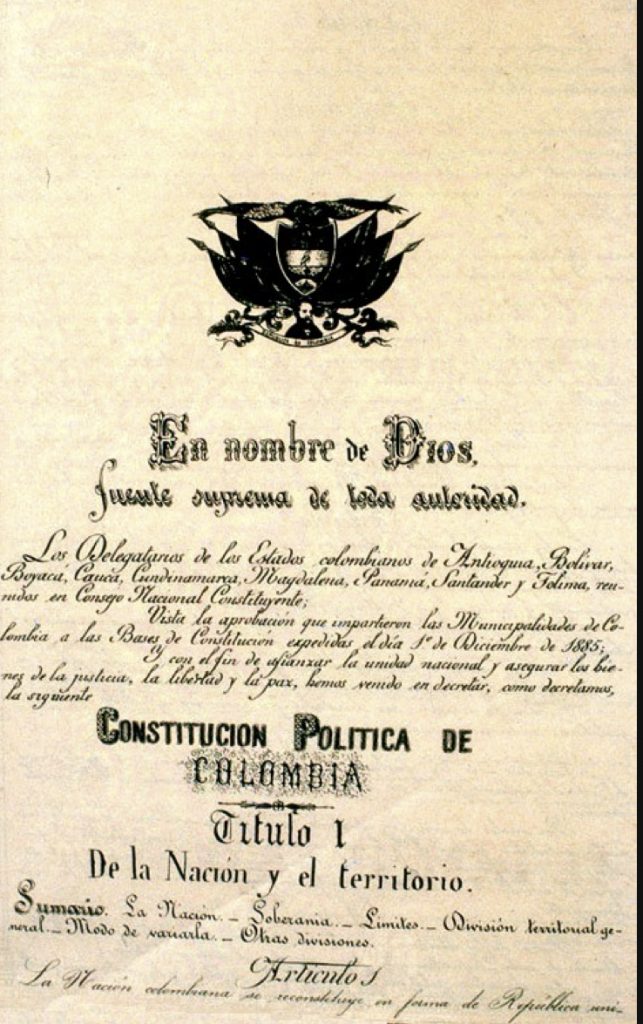 En nombre de Dios,
fuente suprema de toda autoridad.
Los Delegatarios de los Estados colombianos de Antioquia, Bolívar,
Boyacá, Cauca, Cundinamarca, Magdalena, Panamá, Santander y Tolima, reu-
nidos en Consejo Nacional Constituyente;
Vista la aprobación que impartieron las Municipalidades de Co-
lombia a las Bases de Constitución expedidas el día 1º de Diciembre de 1885;
Y con el fin de afianzar la unidad nacional y asegurar los bie-
nes de la justicia, la libertad y la paz, hemos venido en decretar, como decretamos,
la siguiente
CONSTITUCION POLITICA DE
COLOMBIA
Titulo 1
De la Nación y el territorio.
Sumario. La Nación. _ Soberania. _ Limites. _ División territorial ge-
neral. _ Modo de variarla. _ Otras divisiones.
Articulo 1
La Nación colombiana se reconstituye en forma de República uni-